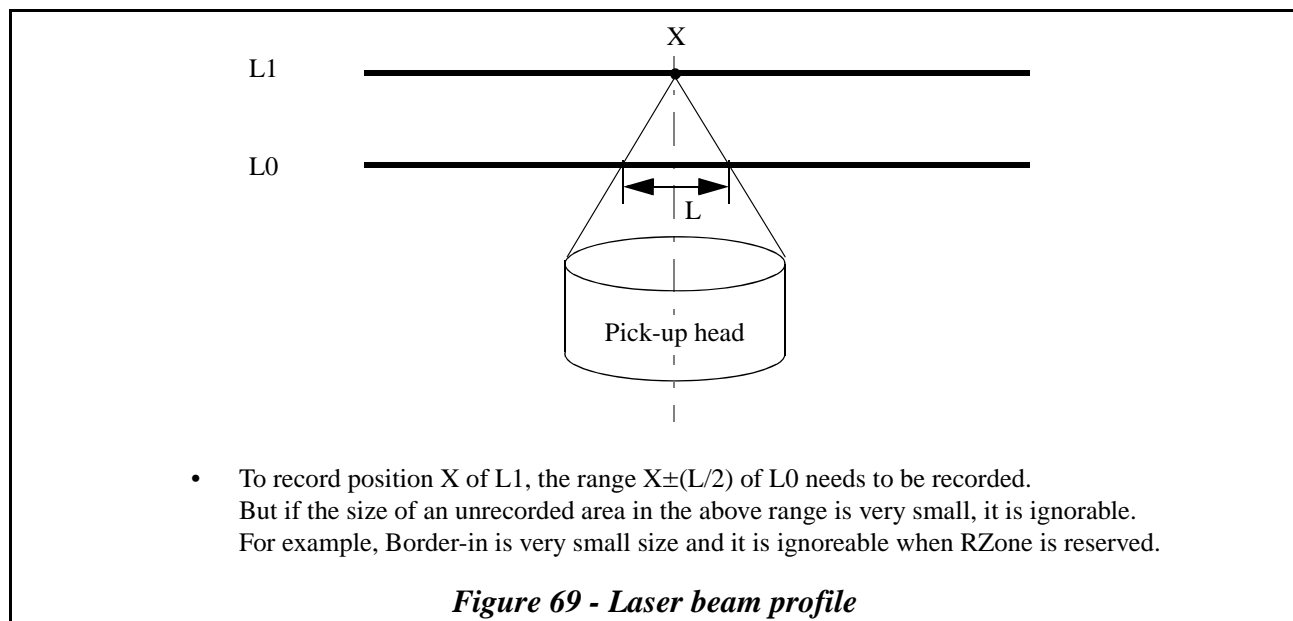 X
L1
L0
L
Pick-up head
• To record position X of L1, the range X±(L/2) of L0 needs to be recorded.
But if the size of an unrecorded area in the above range is very small, it is ignorable.
For example, Border-in is very small size and it is ignoreable when RZone is reserved.
Figure 69 - Laser beam profile